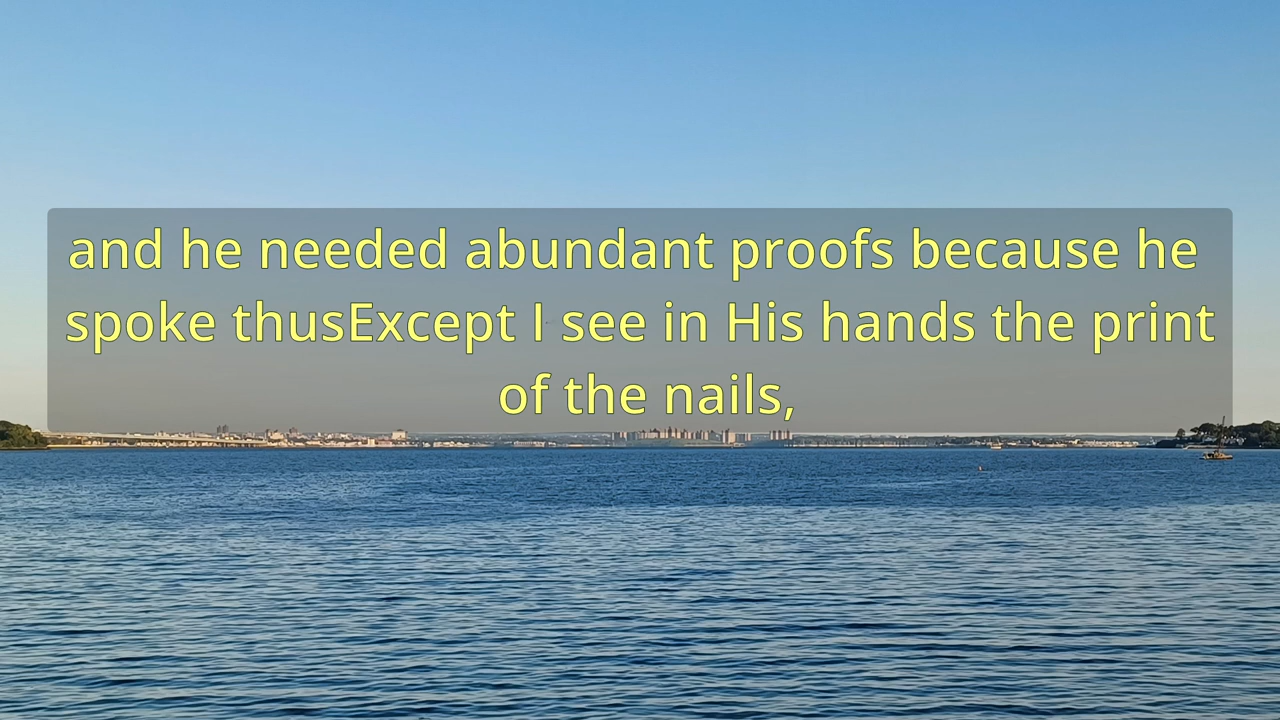 and he needed abundant proofs because he
spoke thusExcept I see in His hands the print
of the nails,